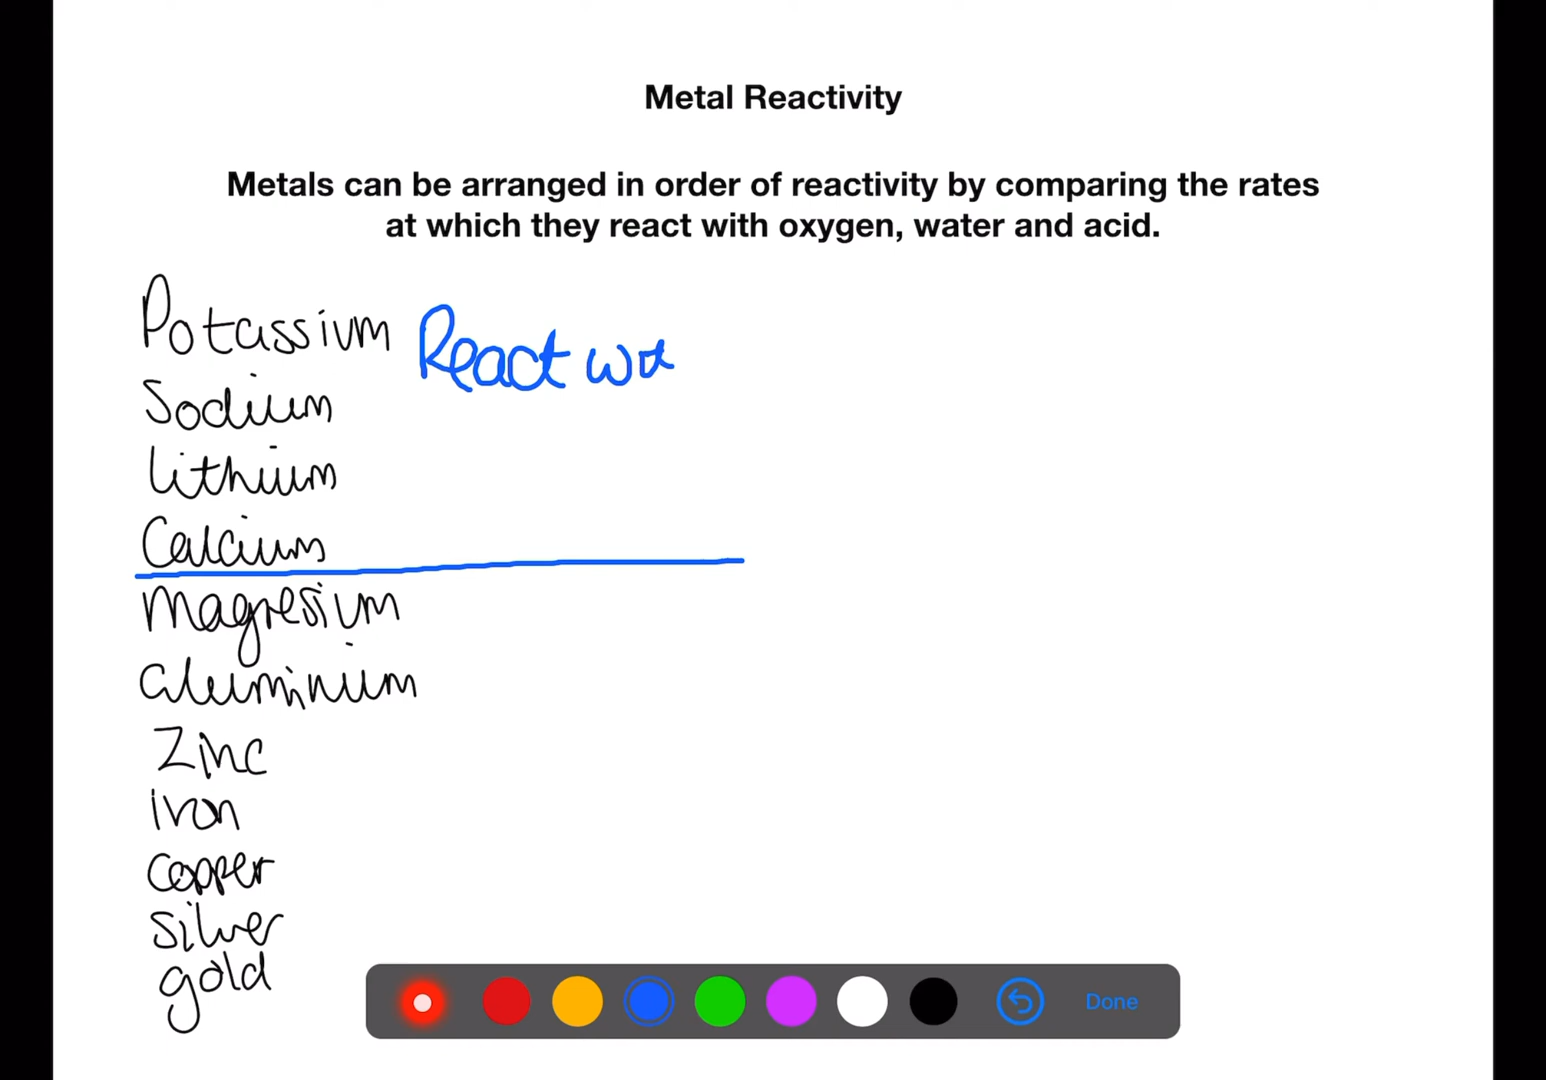 Metal Reactivity
Metals can be arranged in order of reactivity by comparing the rates
at which they react with oxygen, water and acid.
Potassium
React
Sodium
Lithium
Calcium
Magnesium
aluminium
Zinc
iron
copper
silver
gold
Done